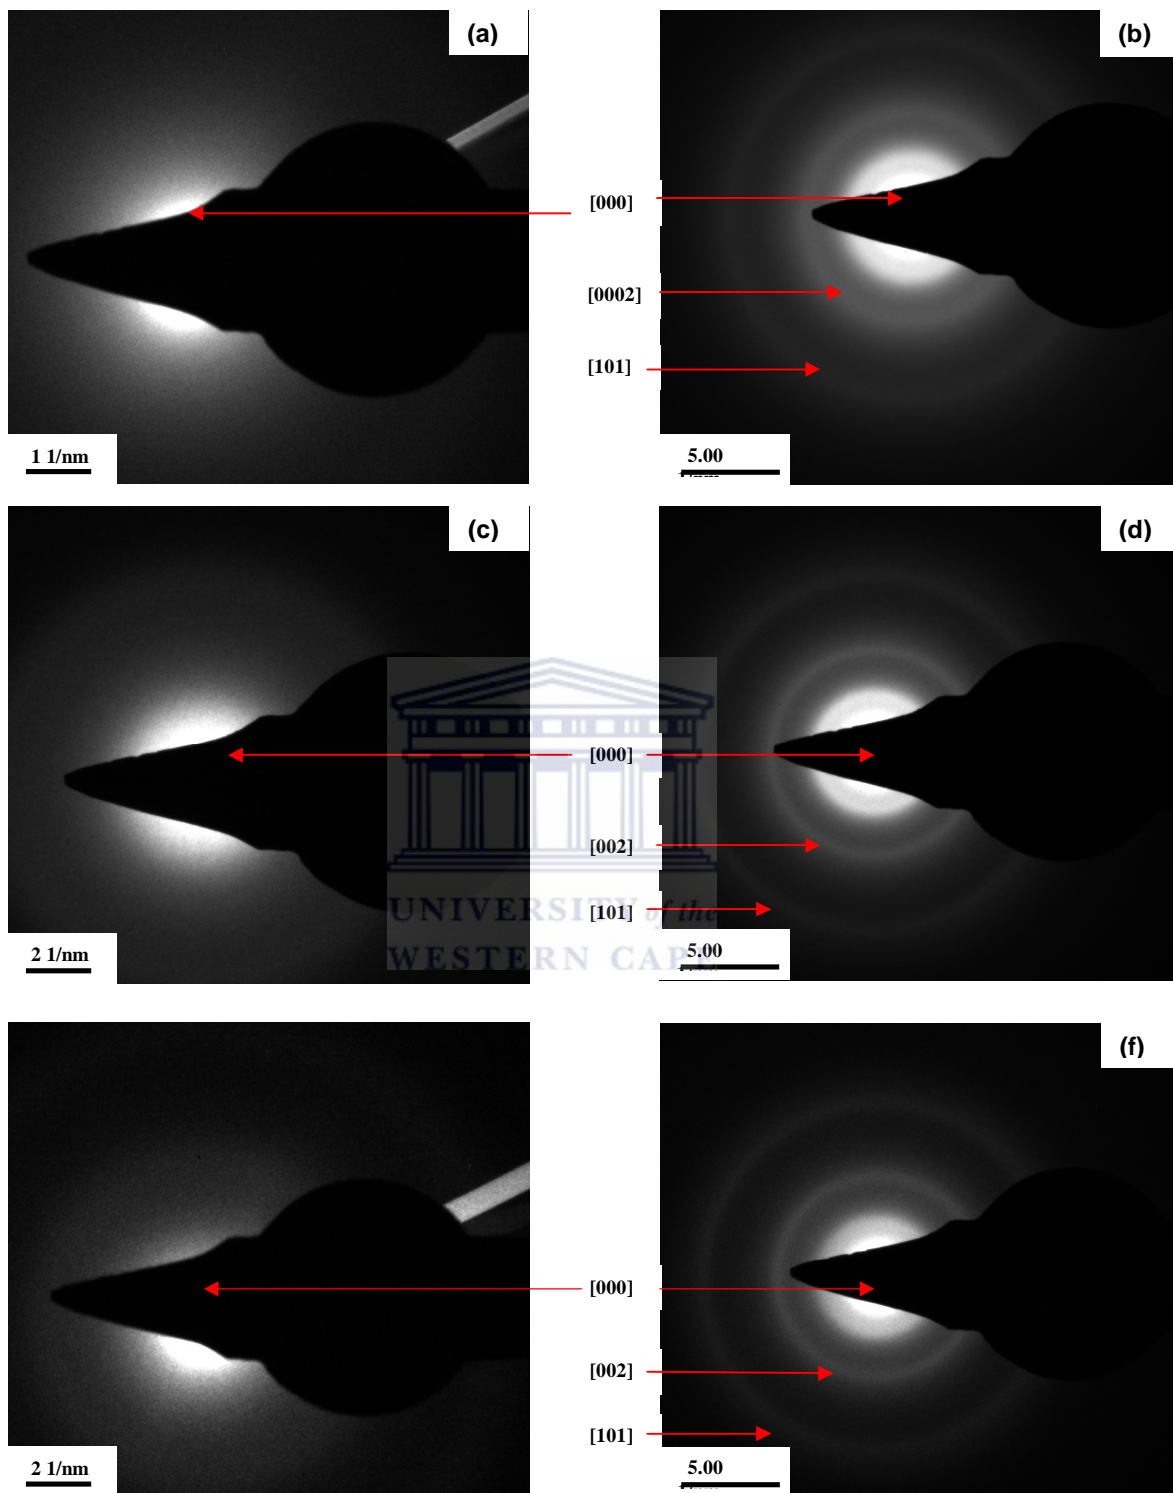 (a)
(b)
[000]
[0002]
[101]
1 1/nm
5.00
(c)
(d)
[000]
[002]
[101]
UNIVERSITY of the
WESTERN CAPE
2 1/nm
5.00
(f)
[000]
[002]
[101]
2 1/nm
5.00